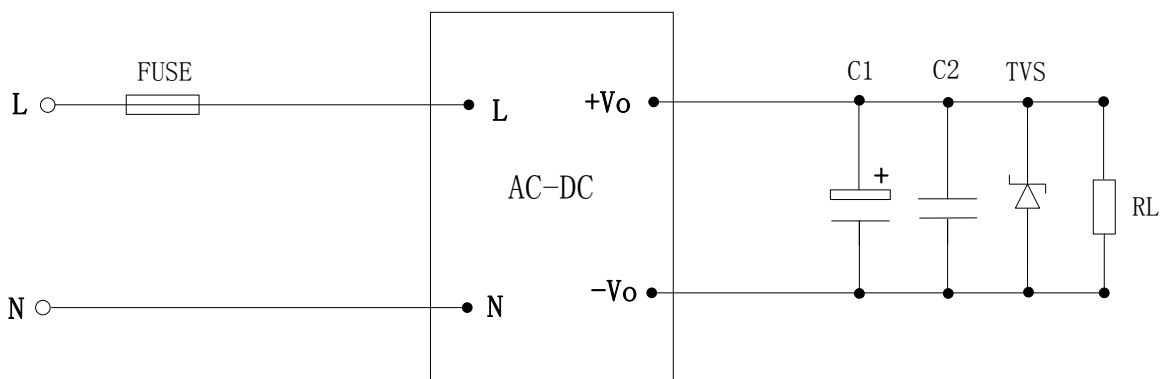 FUSE
C1 C2 TVS
L L +Vo
+
AC-DC
RL
N N -Vo